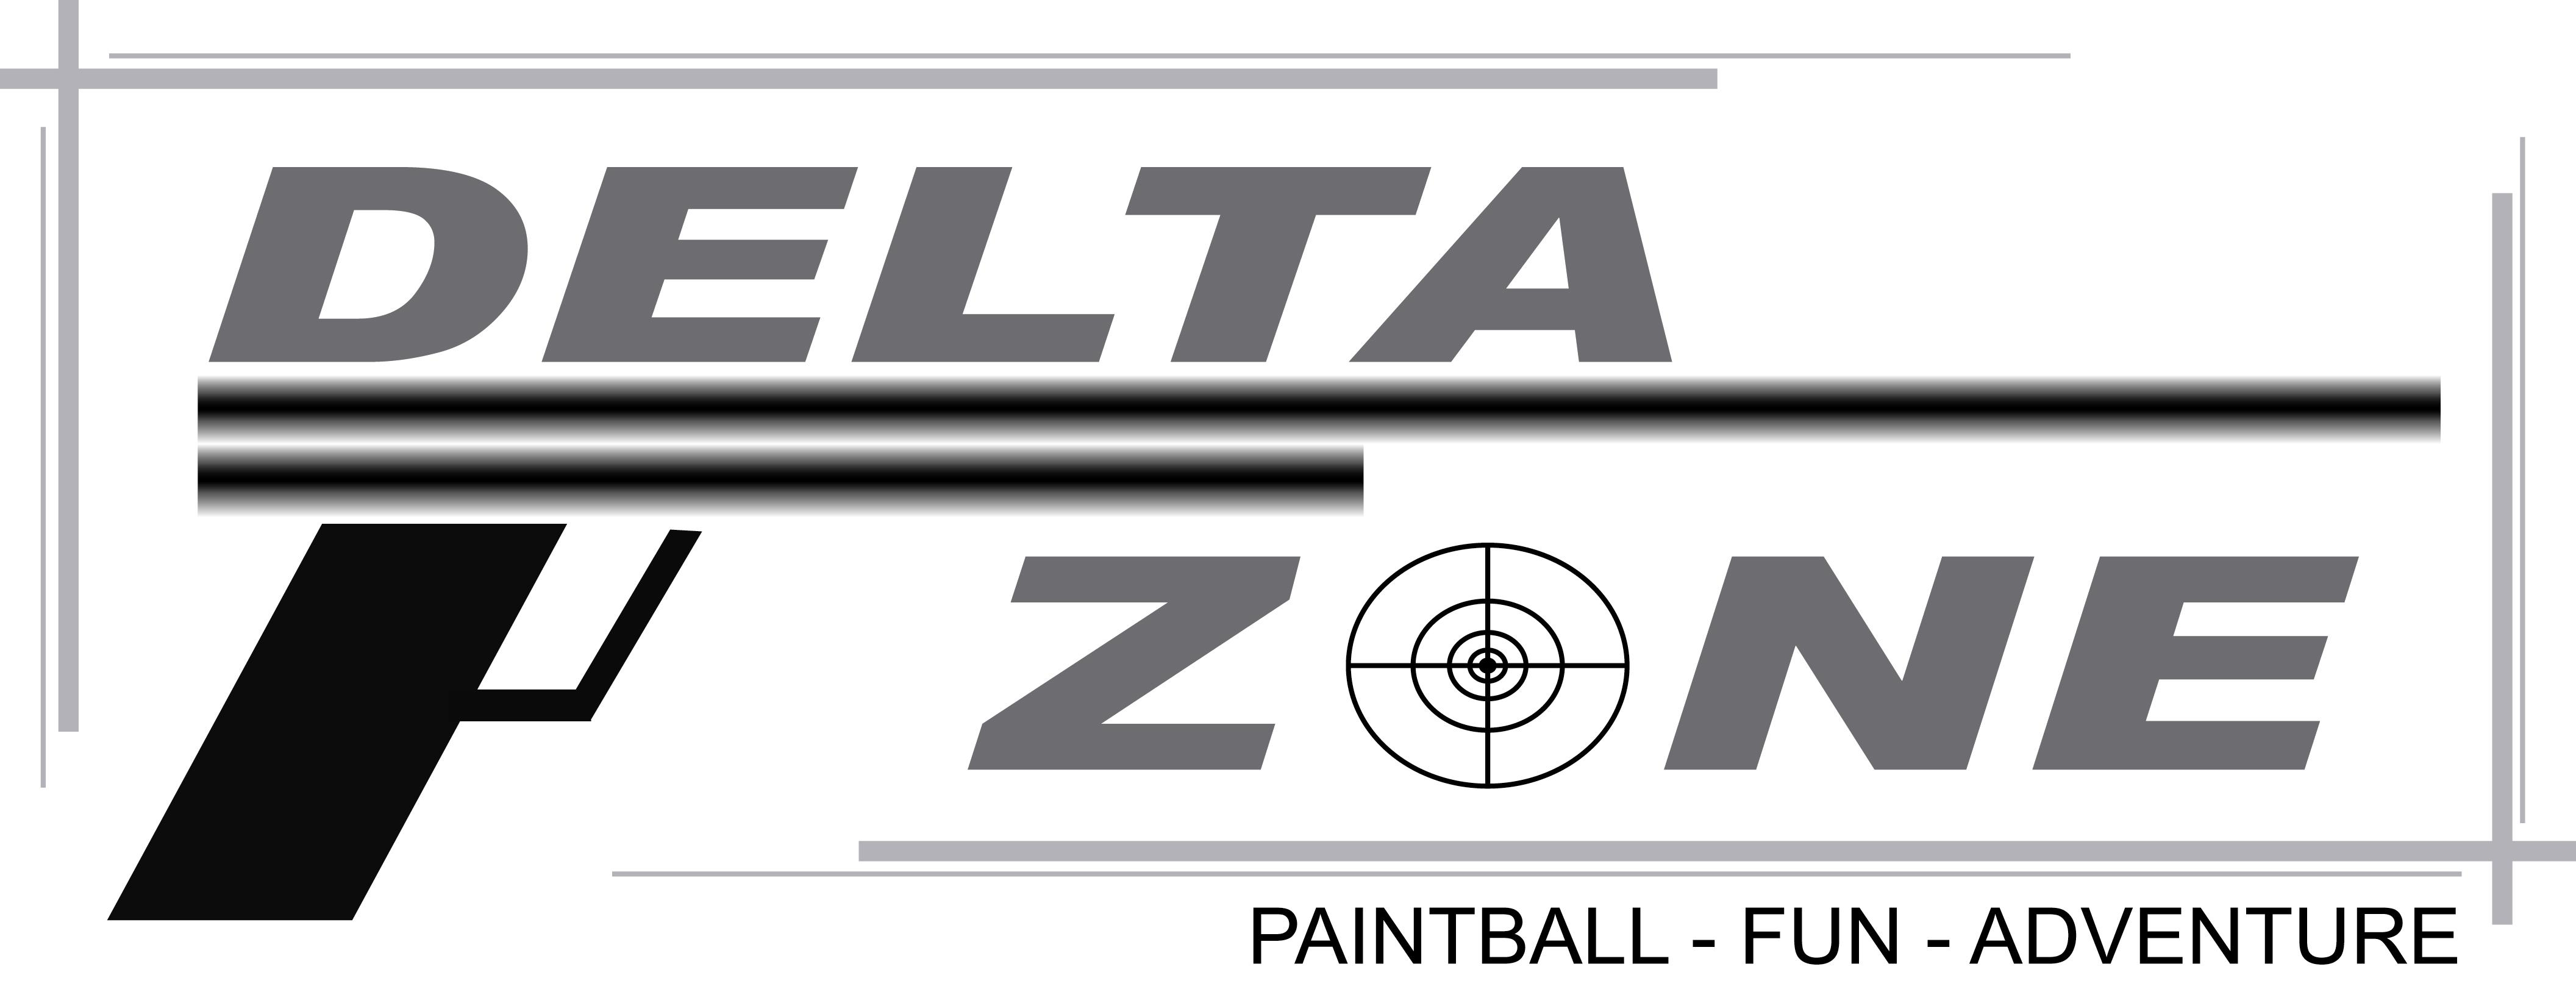 DELTA
ZONE
PAINTBALL - FUN - ADVENTURE